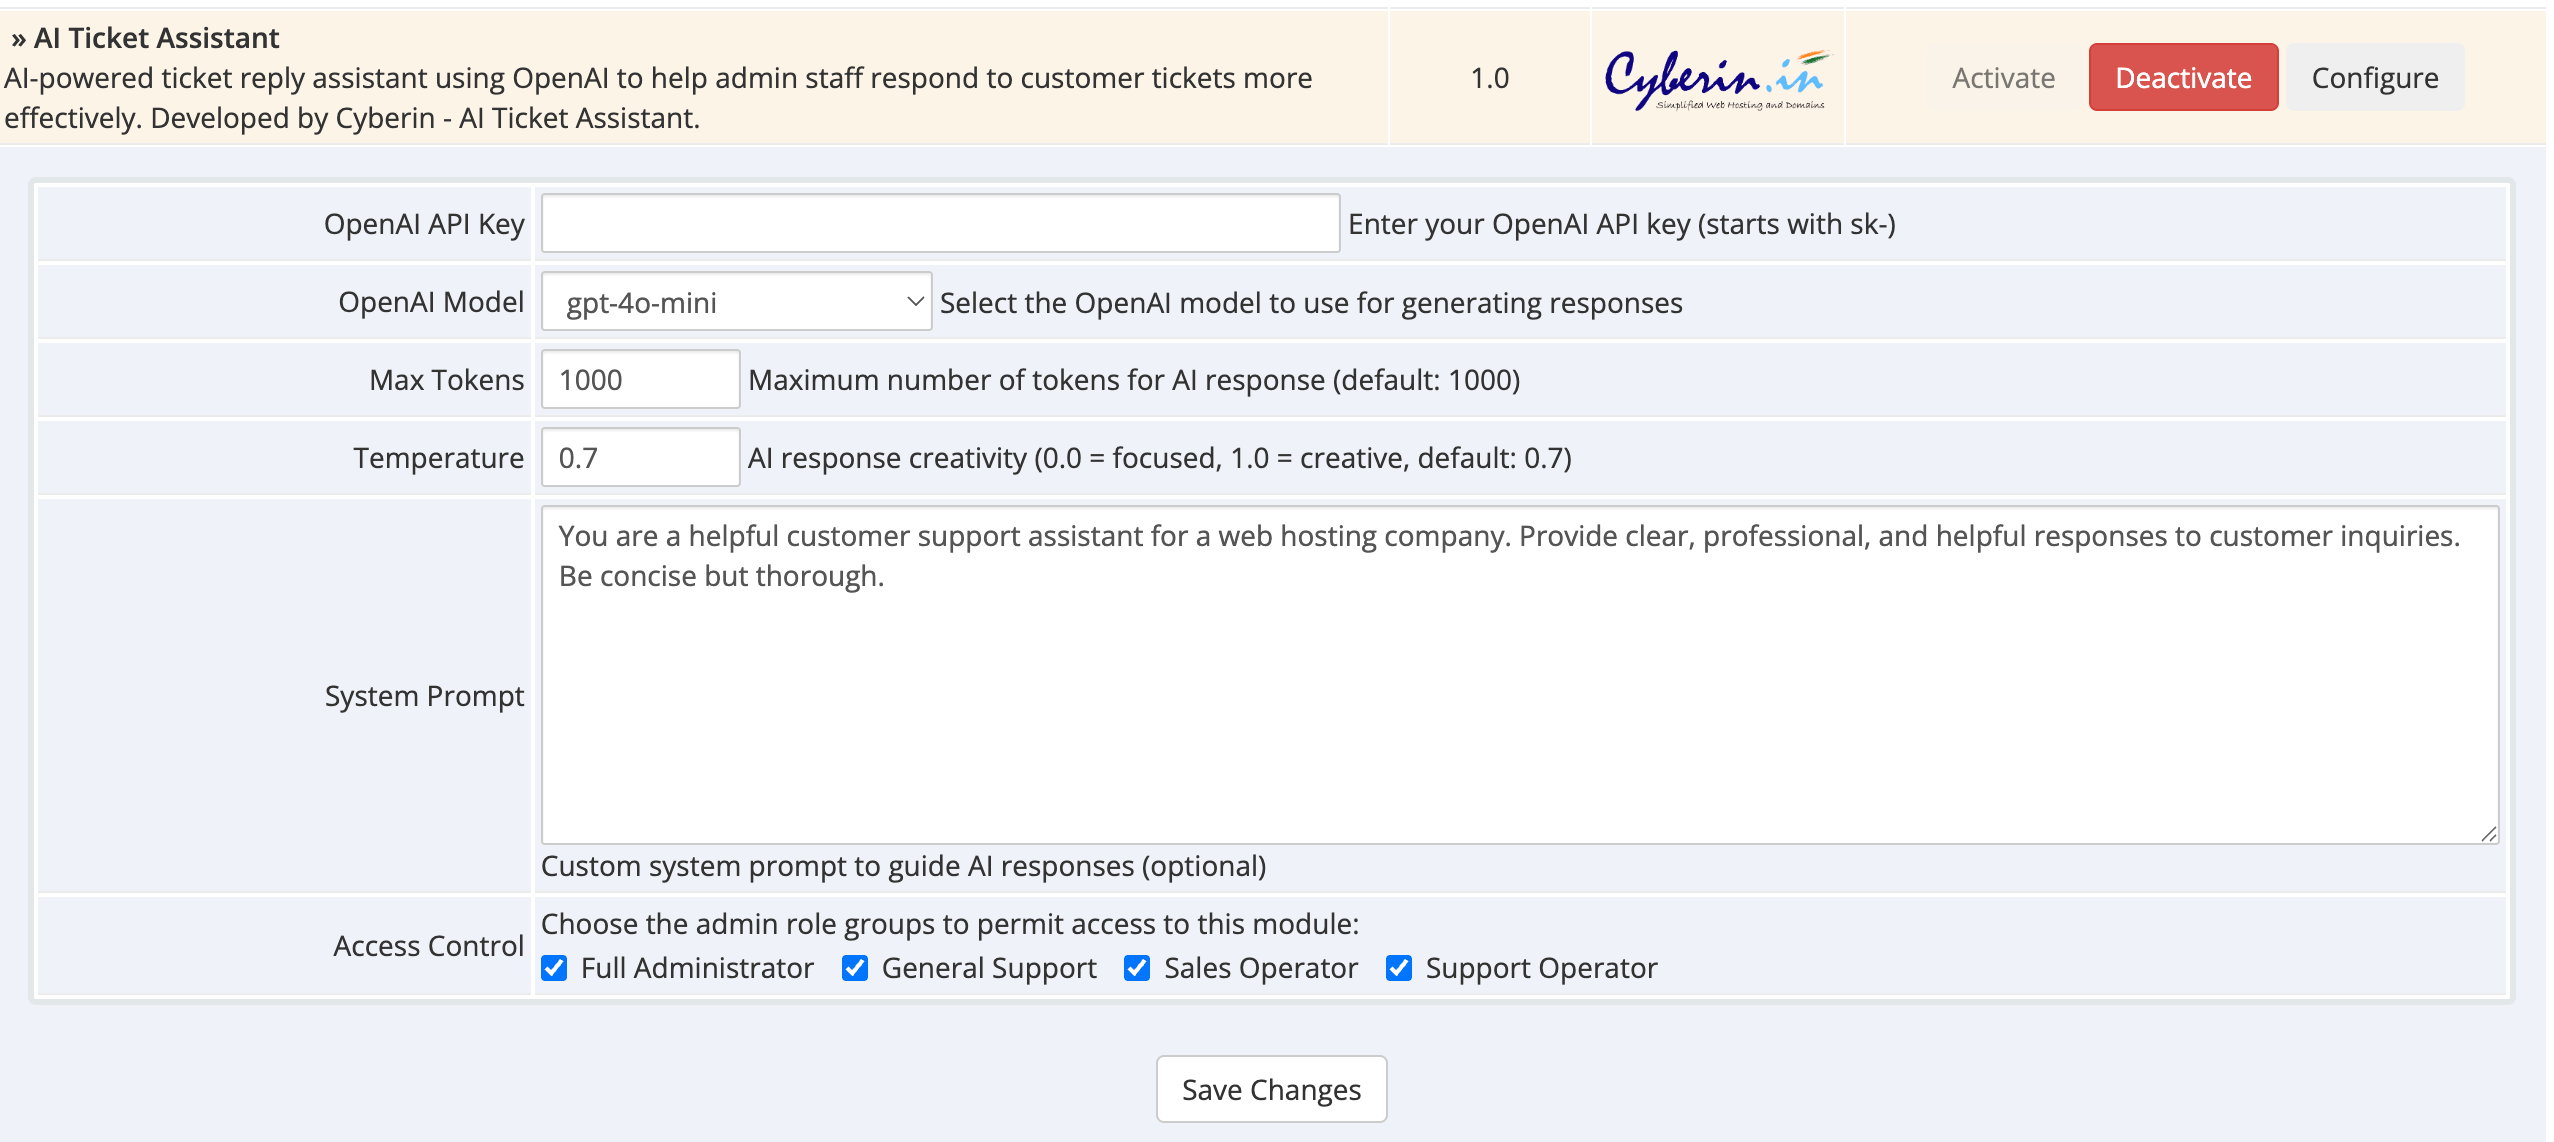 » AI Ticket Assistant
AI-powered ticket reply assistant using OpenAI to help admin staff respond to customer tickets more
effectively. Developed by Cyberin - AI Ticket Assistant.
1.0
Cyberin.in
Simplified Web Hosting and Domains
Activate
Deactivate
Configure
OpenAI API Key
Enter your OpenAI API key (starts with sk-)
OpenAI Model
gpt-4o-mini
Select the OpenAI model to use for generating responses
Max Tokens
1000
Maximum number of tokens for AI response (default: 1000)
Temperature
0.7
AI response creativity (0.0 = focused, 1.0 = creative, default: 0.7)
System Prompt
You are a helpful customer support assistant for a web hosting company. Provide clear, professional, and helpful responses to customer inquiries.
Be concise but thorough.
Custom system prompt to guide AI responses (optional)
Access Control
Choose the admin role groups to permit access to this module:
Full Administrator
General Support
Sales Operator
Support Operator
Save Changes